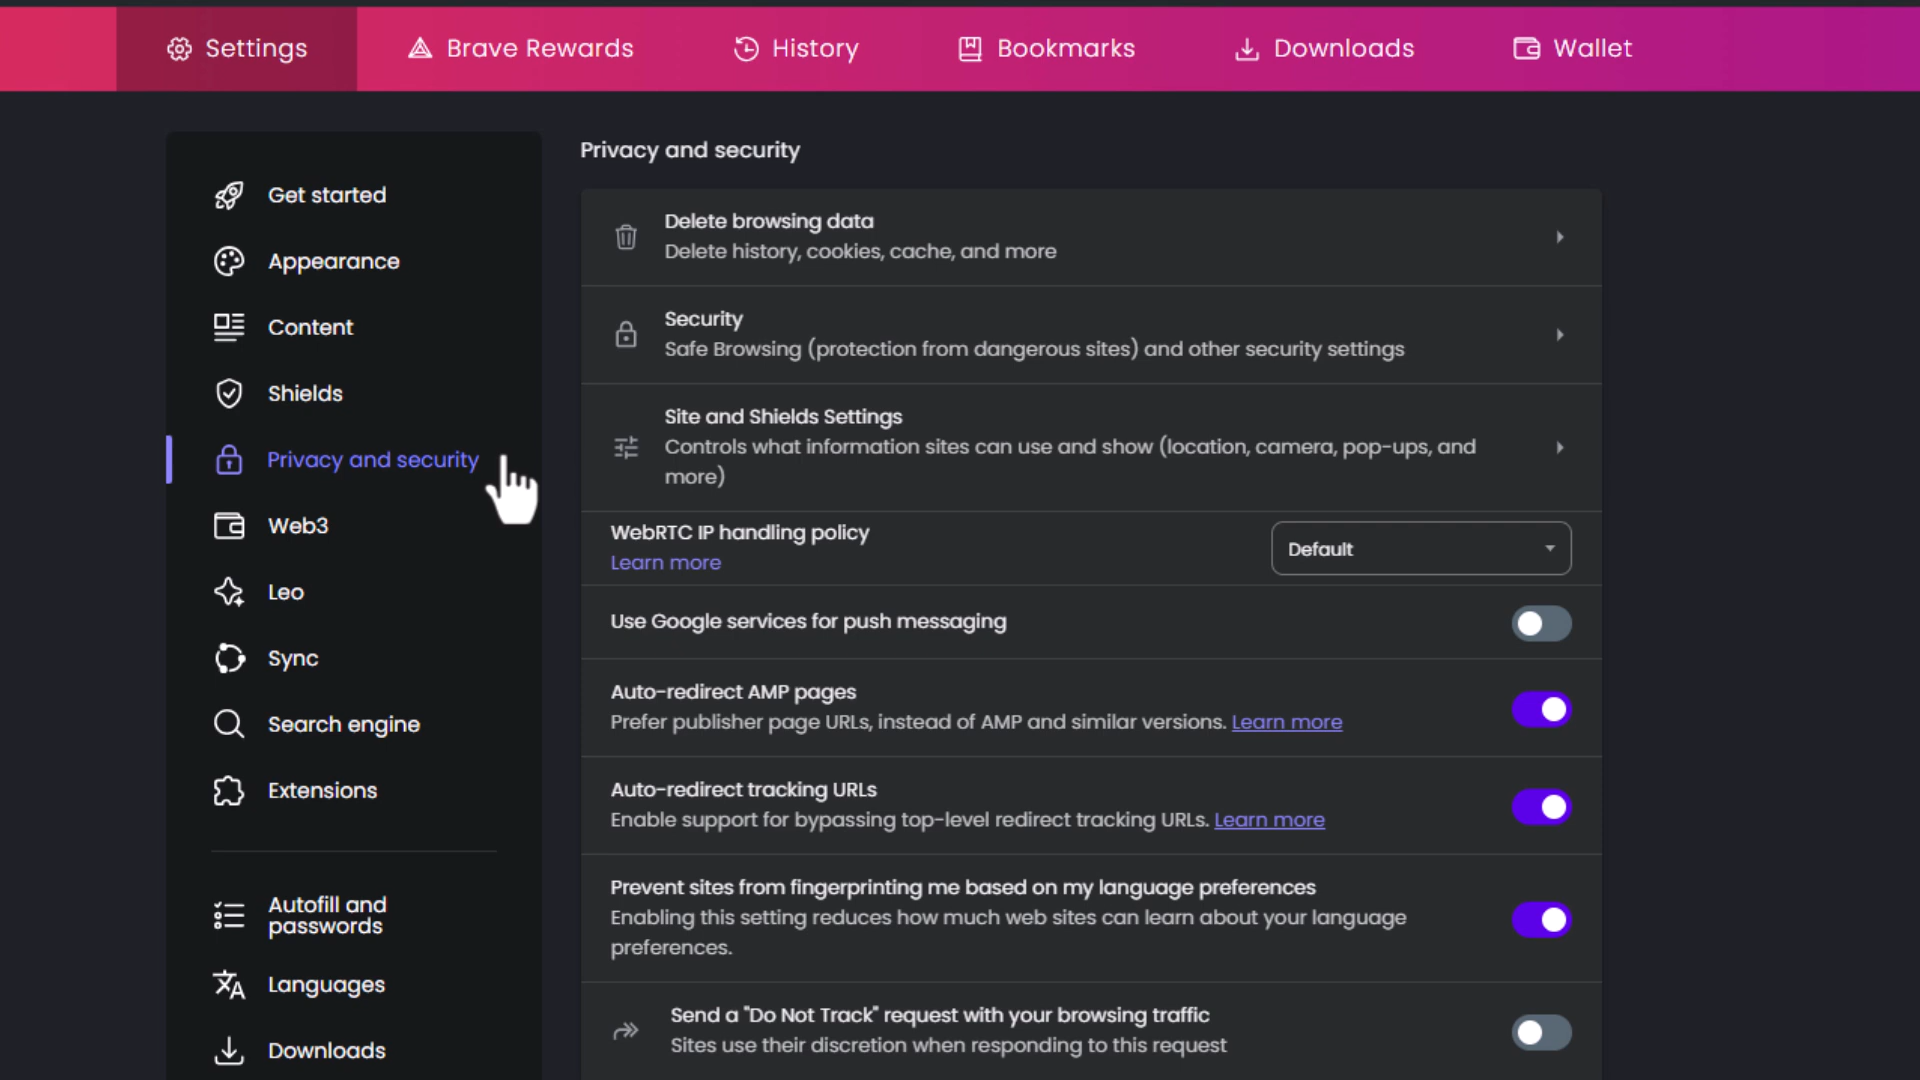 Settings
Brave Rewards
History
Bookmarks
Downloads
Wallet
Get started
Appearance
Content
Shields
Privacy and security
Web3
Leo
Sync
Search engine
Extensions
Autofill and
passwords
Languages
Downloads
Privacy and security
Delete browsing data
Delete history, cookies, cache, and more
Security
Safe Browsing (protection from dangerous sites) and other security settings
Site and Shields Settings
Controls what information sites can use and show (location, camera, pop-ups, and
more)
WebRTC IP handling policy
Learn more
Default
Use Google services for push messaging
Auto-redirect AMP pages
Prefer publisher page URLs, instead of AMP and similar versions. Learn more
Auto-redirect tracking URLs
Enable support for bypassing top-level redirect tracking URLs. Learn more
Prevent sites from fingerprinting me based on my language preferences
Enabling this setting reduces how much web sites can learn about your language
preferences.
Send a "Do Not Track" request with your browsing traffic
Sites use their discretion when responding to this request